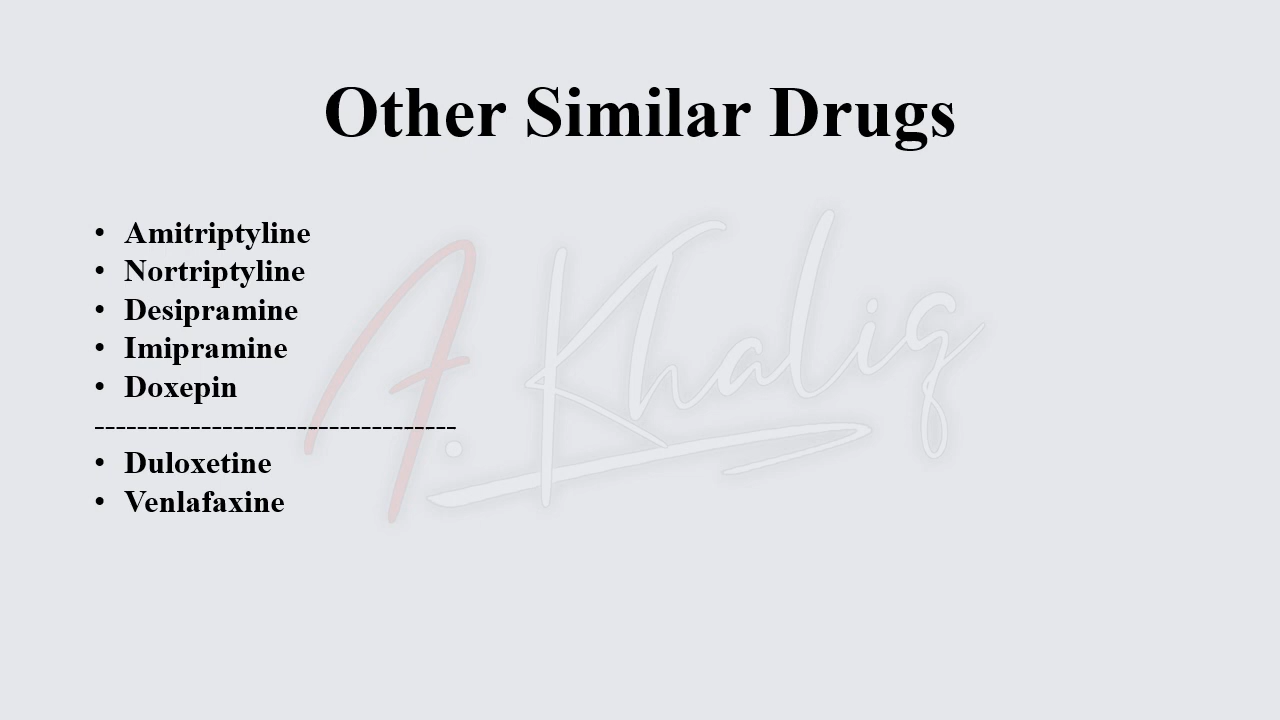 Other Similar Drugs
• Amitriptyline
• Nortriptyline
• Desipramine
• Imipramine
• Doxepin
----------------------------------
• Duloxetine
• Venlafaxine
A. Khaliq